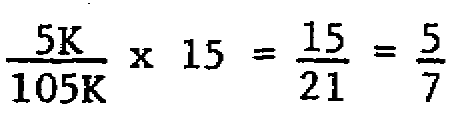 5K/105K x 15 = 15/21 = 5/7